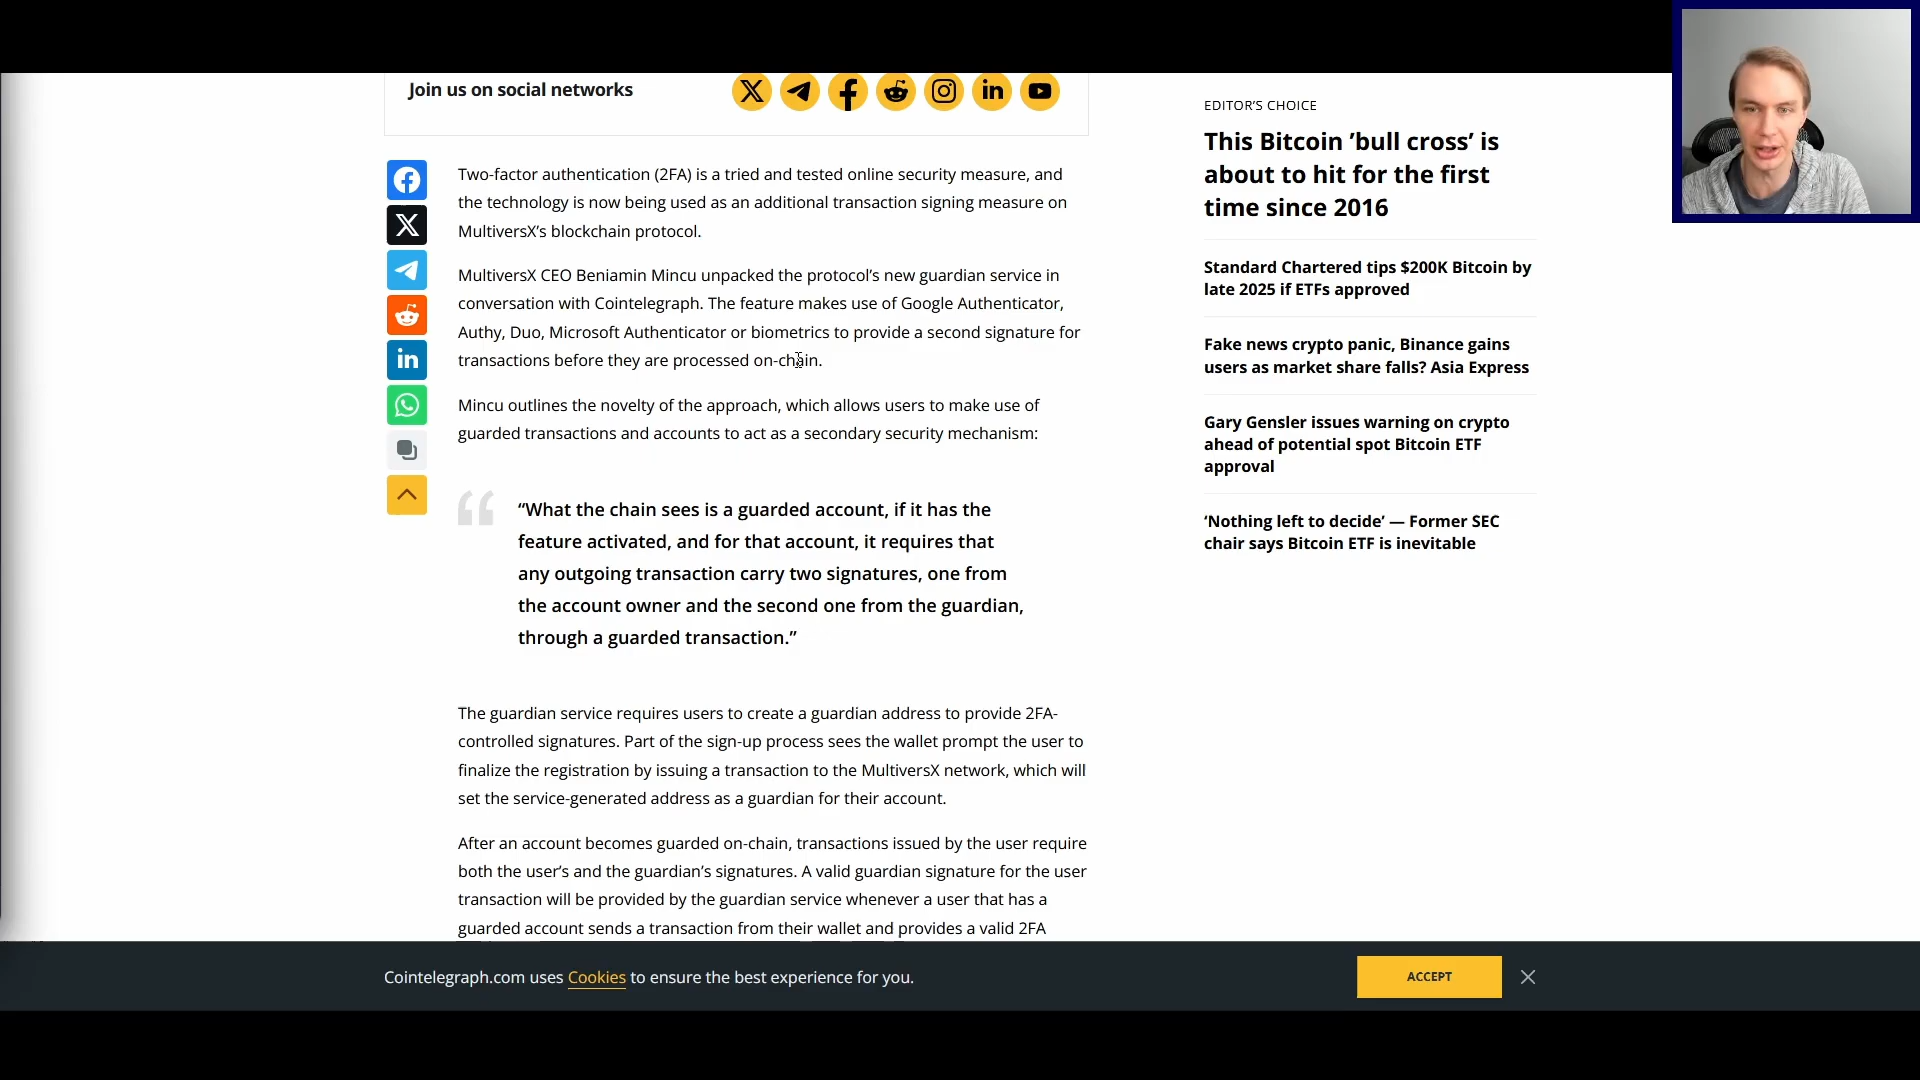 Join us on social networks
Two-factor authentication (2FA) is a tried and tested online security measure, and
the technology is now being used as an additional transaction signing measure on
MultiversX’s blockchain protocol.
MultiversX CEO Beniamin Mincu unpacked the protocol’s new guardian service in
conversation with Cointelegraph. The feature makes use of Google Authenticator,
Authy, Duo, Microsoft Authenticator or biometrics to provide a second signature for
transactions before they are processed on-chain.
Mincu outlines the novelty of the approach, which allows users to make use of
guarded transactions and accounts to act as a secondary security mechanism:
“What the chain sees is a guarded account, if it has the
feature activated, and for that account, it requires that
any outgoing transaction carry two signatures, one from
the account owner and the second one from the guardian,
through a guarded transaction.”
The guardian service requires users to create a guardian address to provide 2FA-
controlled signatures. Part of the sign-up process sees the wallet prompt the user to
finalize the registration by issuing a transaction to the MultiversX network, which will
set the service-generated address as a guardian for their account.
After an account becomes guarded on-chain, transactions issued by the user require
both the user’s and the guardian’s signatures. A valid guardian signature for the user
transaction will be provided by the guardian service whenever a user that has a
guarded account sends a transaction from their wallet and provides a valid 2FA
EDITOR’S CHOICE
This Bitcoin ’bull cross’ is
about to hit for the first
time since 2016
Standard Chartered tips $200K Bitcoin by
late 2025 if ETFs approved
Fake news crypto panic, Binance gains
users as market share falls? Asia Express
Gary Gensler issues warning on crypto
ahead of potential spot Bitcoin ETF
approval
‘Nothing left to decide’ — Former SEC
chair says Bitcoin ETF is inevitable
Cointelegraph.com uses Cookies to ensure the best experience for you.
ACCEPT